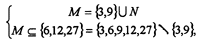 M = {3,9} ∪ N
M ⊆ {6,12,27} = {3,6,9,12,27} \ {3,9},